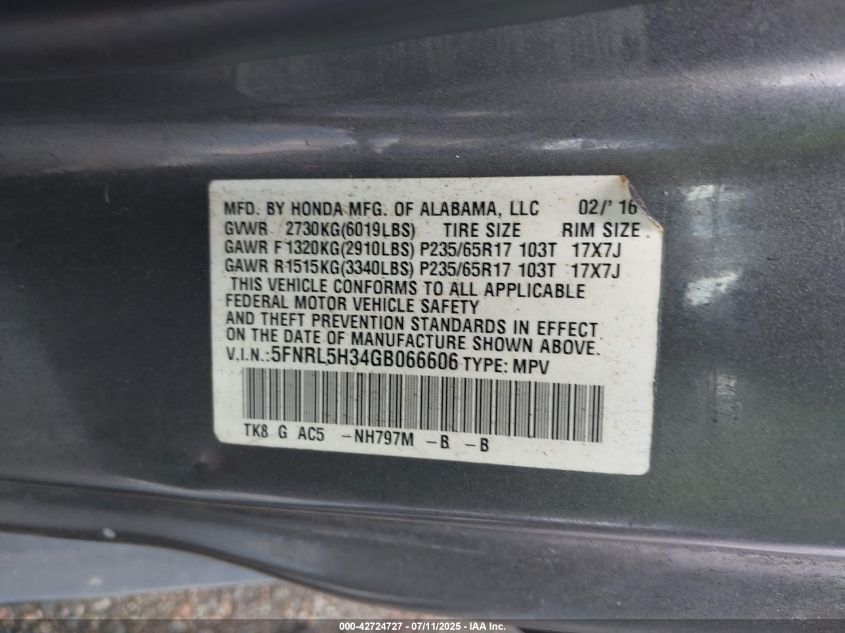 MFD. BY HONDA MFG. OF ALABAMA, LLC 02/'16
GVWR 2730KG(6019LBS) TIRE SIZE RIM SIZE
GAWR F1320KG(2910LBS) P235/65R17 103T 17X7J
GAWR R1515KG(3340LBS) P235/65R17 103T 17X7J
THIS VEHICLE CONFORMS TO ALL APPLICABLE
FEDERAL MOTOR VEHICLE SAFETY
AND THEFT PREVENTION STANDARDS IN EFFECT
ON THE DATE OF MANUFACTURE SHOWN ABOVE.
V.I.N.:5FNRL5H34GB066606 TYPE: MPV
TK8 G AC5 -NH797M -B -B
000-42724727 - 07/11/2025 - IAA Inc.